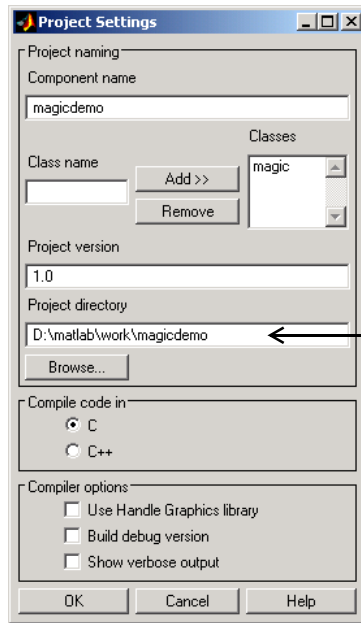 Project Settings
Project naming
Component name
magicdemo
Classes
Class name
magic
Add >>
Remove
Project version
1.0
Project directory
D:\matlab\work\magicdemo
Browse...
Compile code in
C
C++
Compiler options
Use Handle Graphics library
Build debug version
Show verbose output
OK Cancel Help